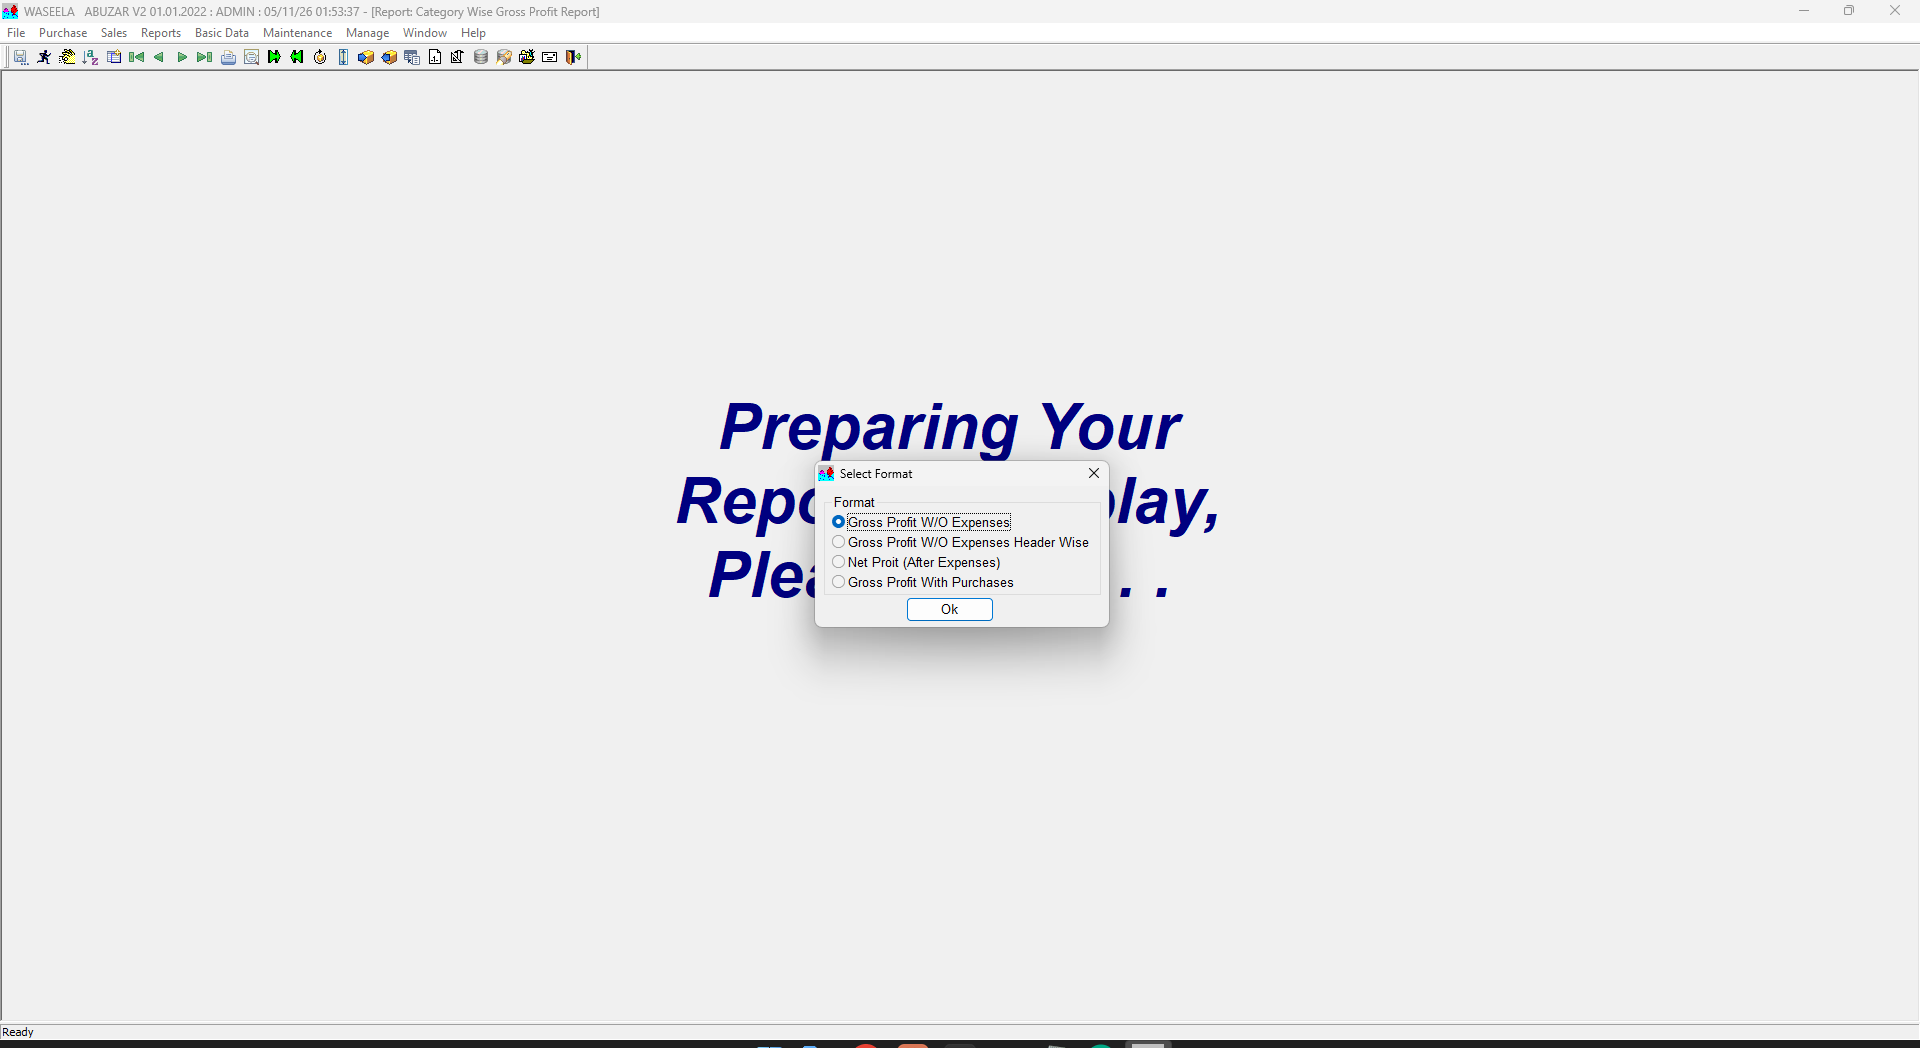 WASEELA   ABUZAR V2 01.01.2022 : ADMIN : 05/11/26 01:53:37 - [Report: Category Wise Gross Profit Report]
File Purchase Sales Reports Basic Data Maintenance Manage Window Help
Preparing Your
Repo
lay,
Plea
. .
Select Format
Format
Gross Profit W/O Expenses
Gross Profit W/O Expenses Header Wise
Net Proit (After Expenses)
Gross Profit With Purchases
Ok
Ready